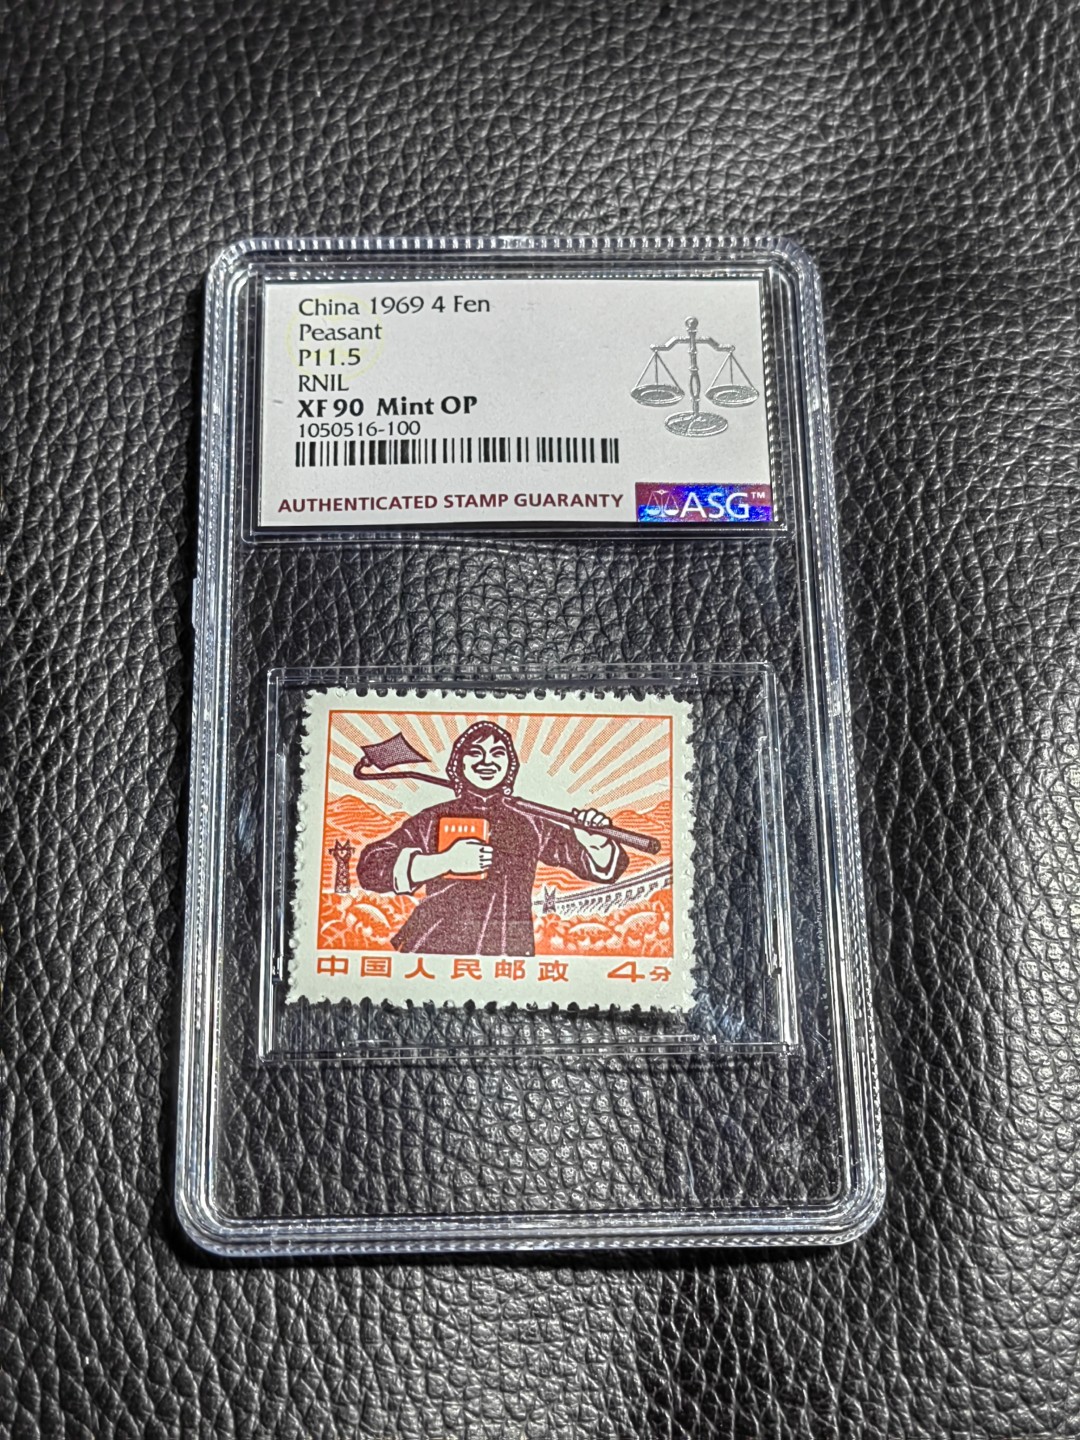 China 1969 4 Fen
Peasant
P11.5
RNIL
XF 90 Mint OP
1050516-100
AUTHENTICATED STAMP GUARANTY
ASG™
中国人民邮政 4分